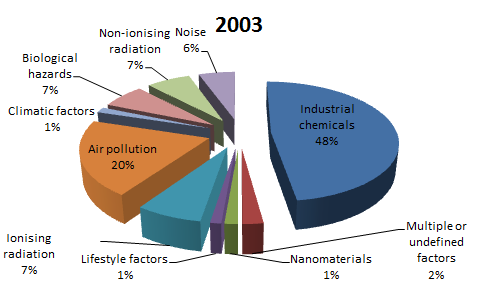 2003
Industrial
chemicals
48%
Multiple or
undefined
factors
2%
Nanomaterials
1%
Lifestyle factors
1%
Ionising
radiation
7%
Air pollution
20%
Climatic factors
1%
Biological
hazards
7%
Non-ionising
radiation
7%
Noise
6%